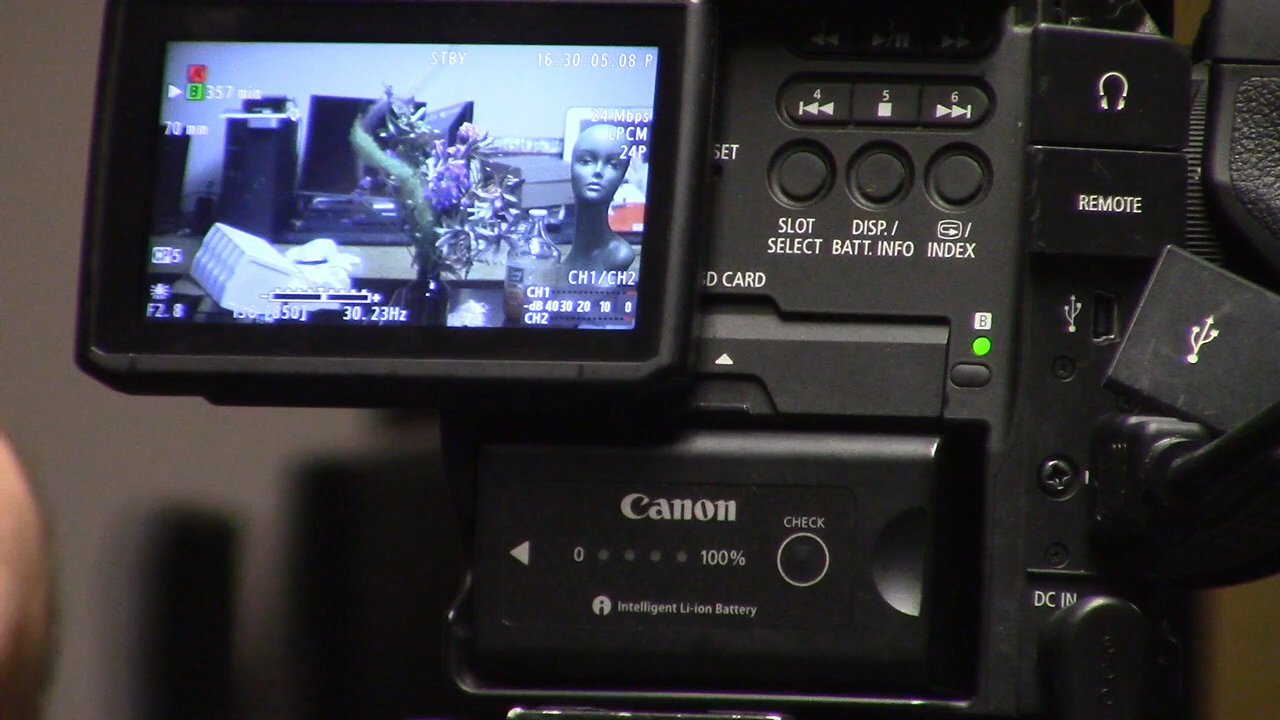 STBY
16:30:05:08 P
A
B 357 min
70 mm
24 Mbps
LPCM
24P
F2.8
[850]
30.23Hz
CH1/CH2
CH1
-dB 40 30 20 10 0
CH2
4 5 6
SET
SLOT SELECT
DISP./ BATT. INFO
/ INDEX
SD CARD
B
REMOTE
Canon
CHECK
0 100%
Intelligent Li-ion Battery
DC IN